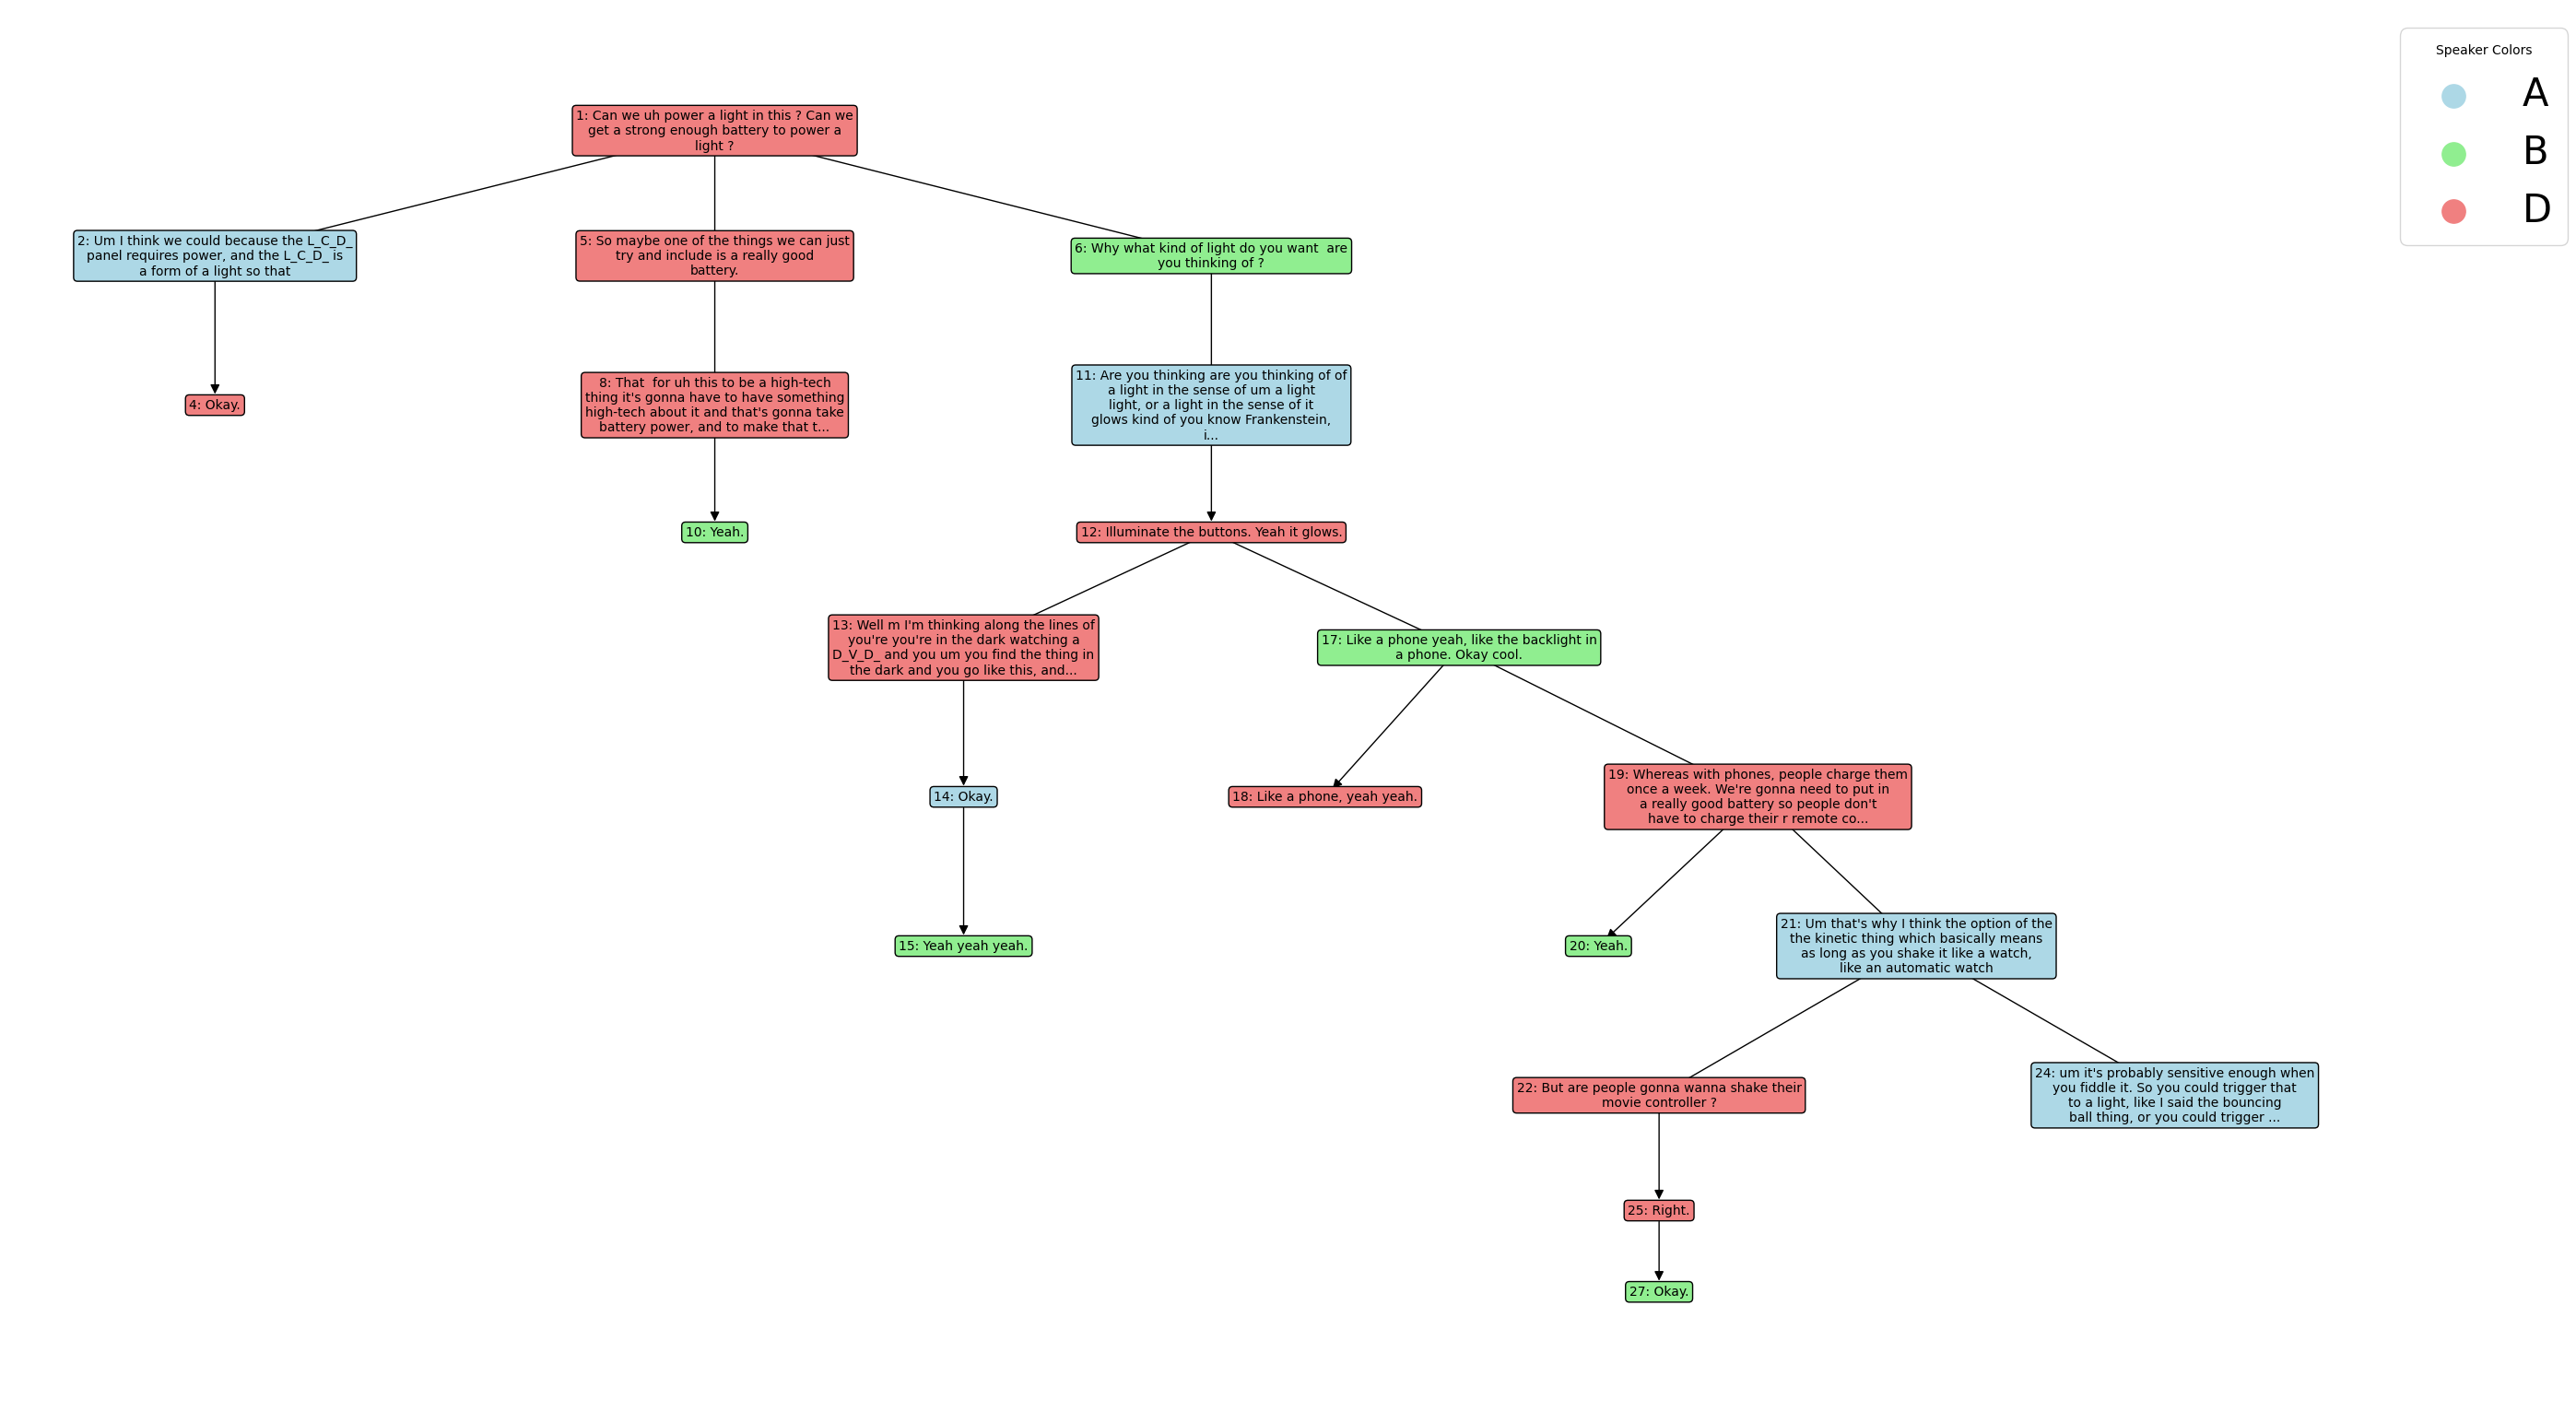 Speaker Colors
A
B
D
1: Can we uh power a light in this ? Can we
get a strong enough battery to power a
light ?
2: Um I think we could because the L_C_D_
panel requires power, and the L_C_D_ is
a form of a light so that
5: So maybe one of the things we can just
try and include is a really good
battery.
6: Why what kind of light do you want  are
you thinking of ?
4: Okay.
8: That  for uh this to be a high-tech
thing it's gonna have to have something
high-tech about it and that's gonna take
battery power, and to make that t...
11: Are you thinking are you thinking of of
a light in the sense of um a light
light, or a light in the sense of it
glows kind of you know Frankenstein,
i...
10: Yeah.
12: Illuminate the buttons. Yeah it glows.
13: Well m I'm thinking along the lines of
you're you're in the dark watching a
D_V_D_ and you um you find the thing in
the dark and you go like this, and...
17: Like a phone yeah, like the backlight in
a phone. Okay cool.
14: Okay.
18: Like a phone, yeah yeah.
19: Whereas with phones, people charge them
once a week. We're gonna need to put in
a really good battery so people don't
have to charge their r remote co...
15: Yeah yeah yeah.
20: Yeah.
21: Um that's why I think the option of the
the kinetic thing which basically means
as long as you shake it like a watch,
like an automatic watch
22: But are people gonna wanna shake their
movie controller ?
24: um it's probably sensitive enough when
you fiddle it. So you could trigger that
to a light, like I said the bouncing
ball thing, or you could trigger ...
25: Right.
27: Okay.